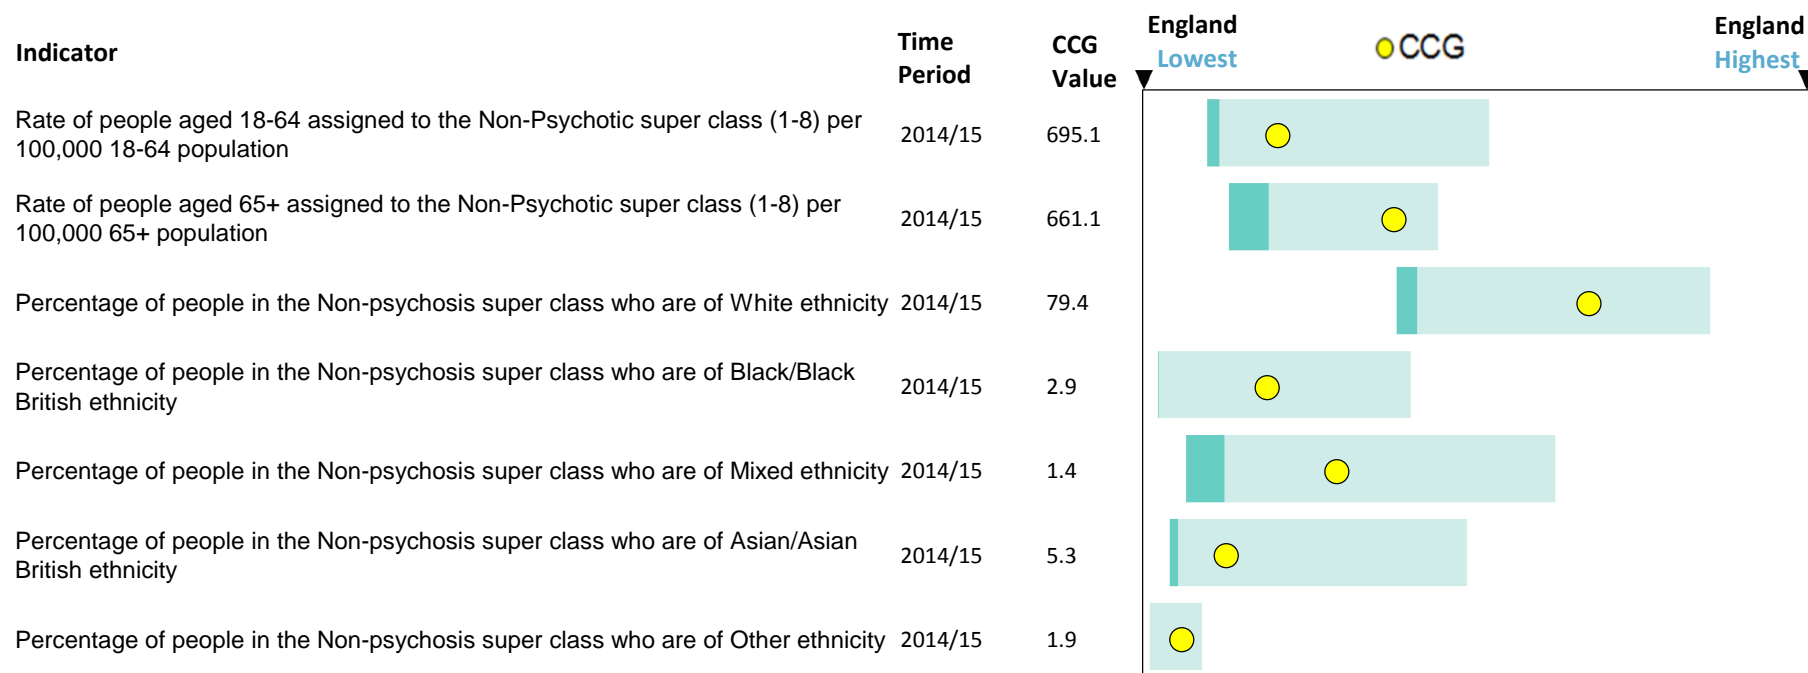 Indicator
Time
Period
CCG
Value
England
Lowest
CCG
England
Highest
Rate of people aged 18-64 assigned to the Non-Psychotic super class (1-8) per
100,000 18-64 population
2014/15
695.1
Rate of people aged 65+ assigned to the Non-Psychotic super class (1-8) per
100,000 65+ population
2014/15
661.1
Percentage of people in the Non-psychosis super class who are of White ethnicity
2014/15
79.4
Percentage of people in the Non-psychosis super class who are of Black/Black
British ethnicity
2014/15
2.9
Percentage of people in the Non-psychosis super class who are of Mixed ethnicity
2014/15
1.4
Percentage of people in the Non-psychosis super class who are of Asian/Asian
British ethnicity
2014/15
5.3
Percentage of people in the Non-psychosis super class who are of Other ethnicity
2014/15
1.9